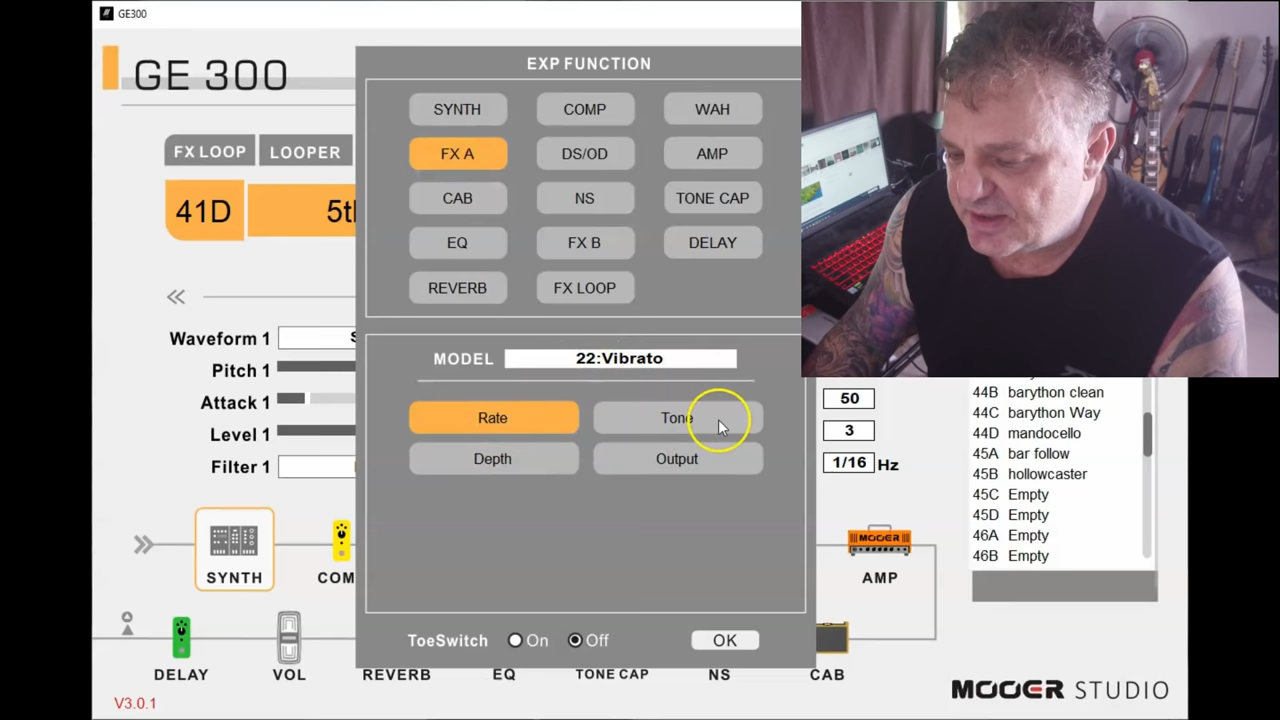 GE300
GE 300
FX LOOP
LOOPER
41D
EXP FUNCTION
SYNTH
COMP
WAH
FX A
DS/OD
AMP
CAB
NS
TONE CAP
EQ
FX B
DELAY
REVERB
FX LOOP
MODEL
22:Vibrato
Rate
Tone
Depth
Output
ToeSwitch
On
Off
OK
Waveform 1
Pitch 1
Attack 1
Level 1
Filter 1
50
3
1/16 Hz
44B barython clean
44C barython Way
44D mandocello
45A bar follow
45B hollowcaster
45C Empty
45D Empty
46A Empty
46B Empty
SYNTH
COM
MOOER
AMP
DELAY
VOL
REVERB
EQ
TONE CAP
NS
CAB
V3.0.1
MOOER STUDIO